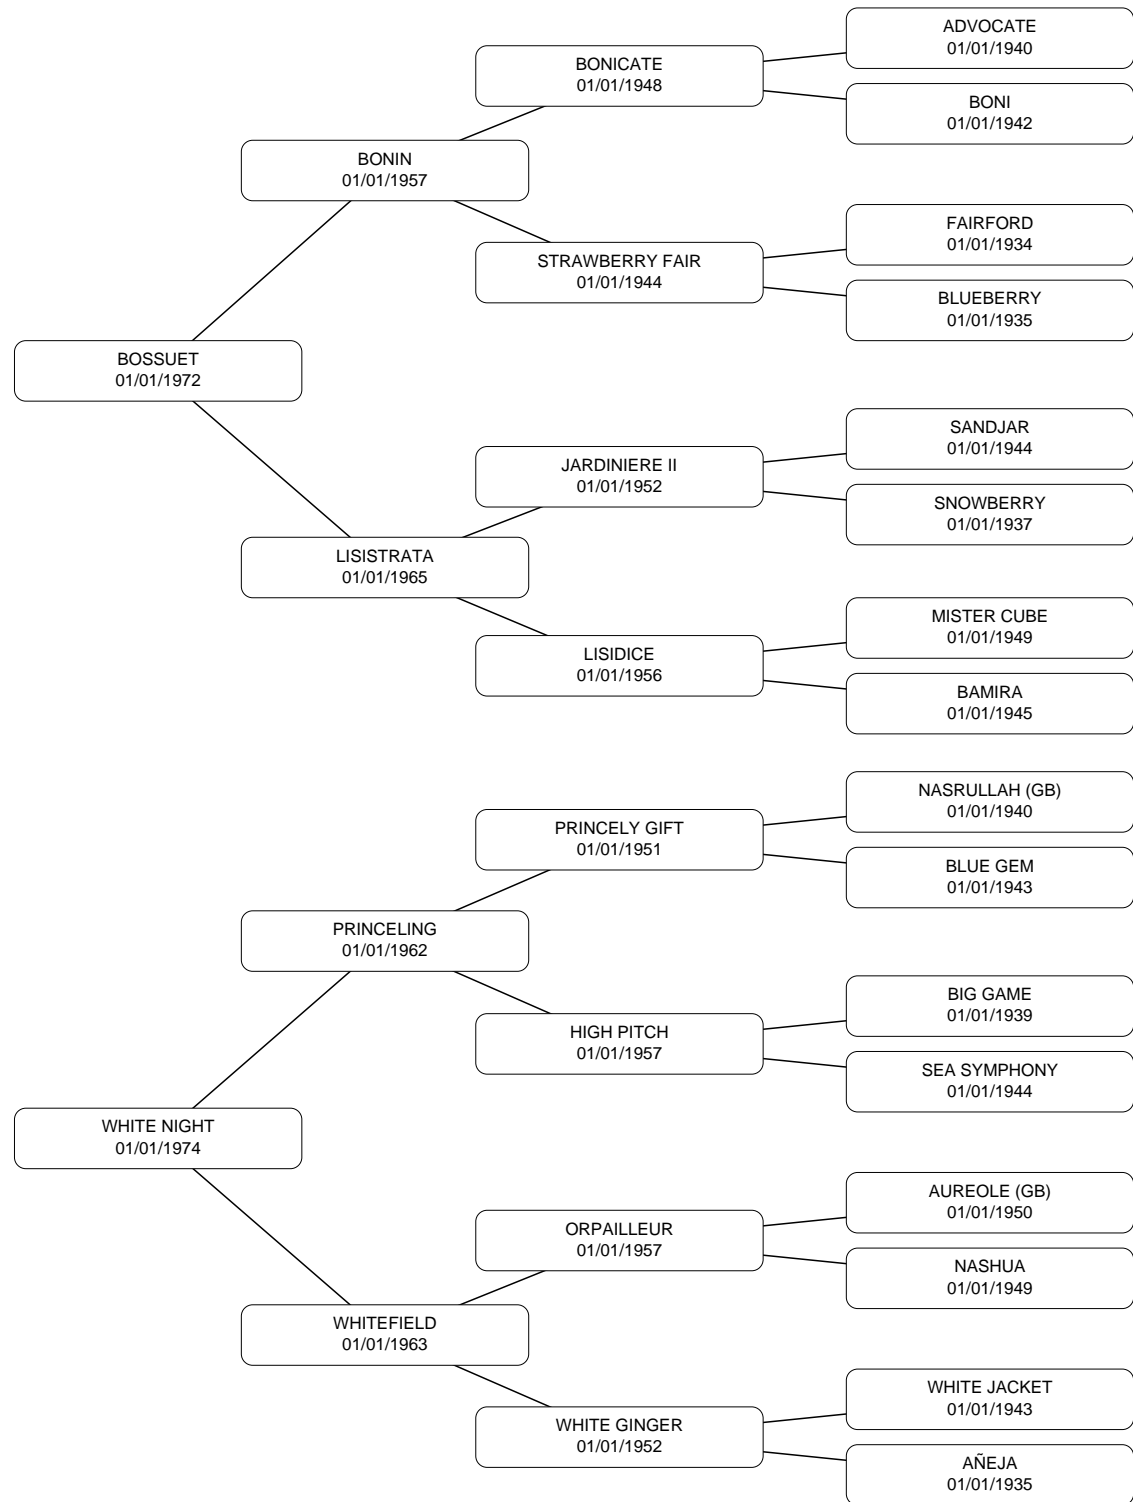 ADVOCATE
01/01/1940
BONICATE
01/01/1948
BONI
01/01/1942
BONIN
01/01/1957
FAIRFORD
01/01/1934
STRAWBERRY FAIR
01/01/1944
BLUEBERRY
01/01/1935
BOSSUET
01/01/1972
SANDJAR
01/01/1944
JARDINIERE II
01/01/1952
SNOWBERRY
01/01/1937
LISISTRATA
01/01/1965
MISTER CUBE
01/01/1949
LISIDICE
01/01/1956
BAMIRA
01/01/1945
NASRULLAH (GB)
01/01/1940
PRINCELY GIFT
01/01/1951
BLUE GEM
01/01/1943
PRINCELING
01/01/1962
BIG GAME
01/01/1939
HIGH PITCH
01/01/1957
SEA SYMPHONY
01/01/1944
WHITE NIGHT
01/01/1974
AUREOLE (GB)
01/01/1950
ORPAILLEUR
01/01/1957
NASHUA
01/01/1949
WHITEFIELD
01/01/1963
WHITE JACKET
01/01/1943
WHITE GINGER
01/01/1952
AÑEJA
01/01/1935